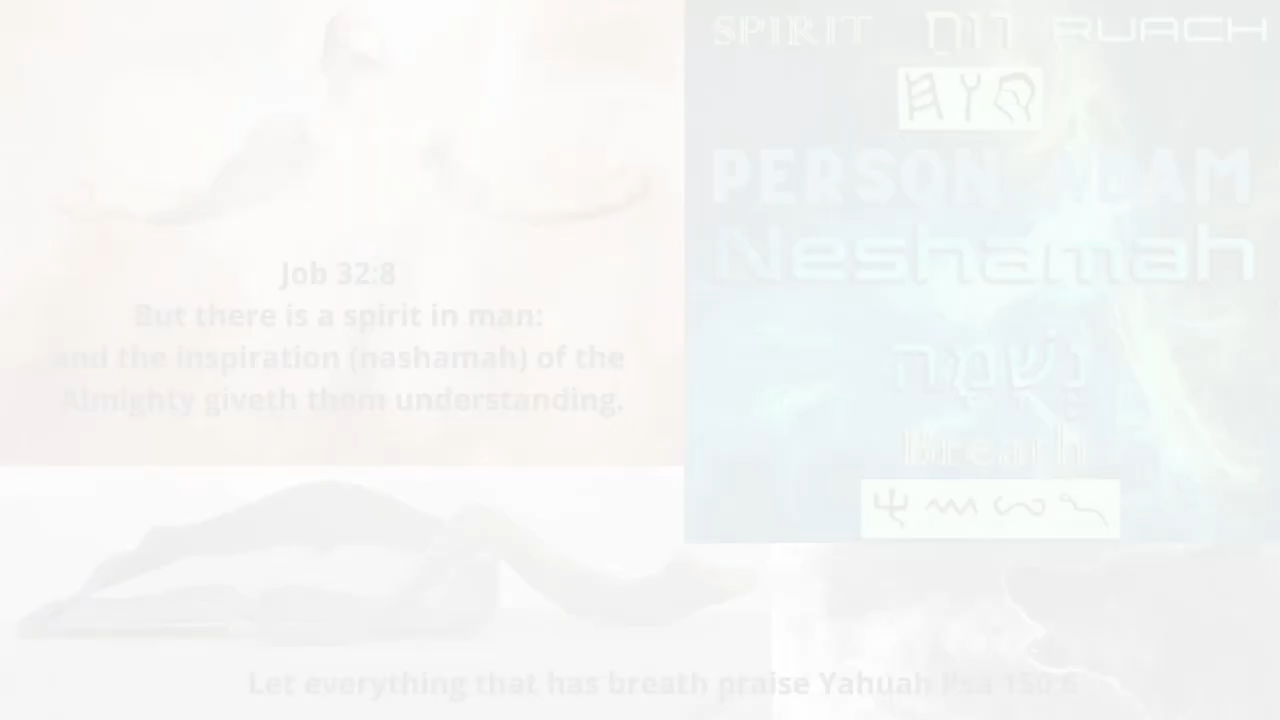 Job 32:8
But there is a spirit in man:
and the inspiration (nashamah) of the
Almighty giveth them understanding.
SPIRIT רוח RUACH
PERSON ADAM
Neshamah
נְשָׁמָה
Breath
Let everything that has breath praise Yahuah Psa 150:6